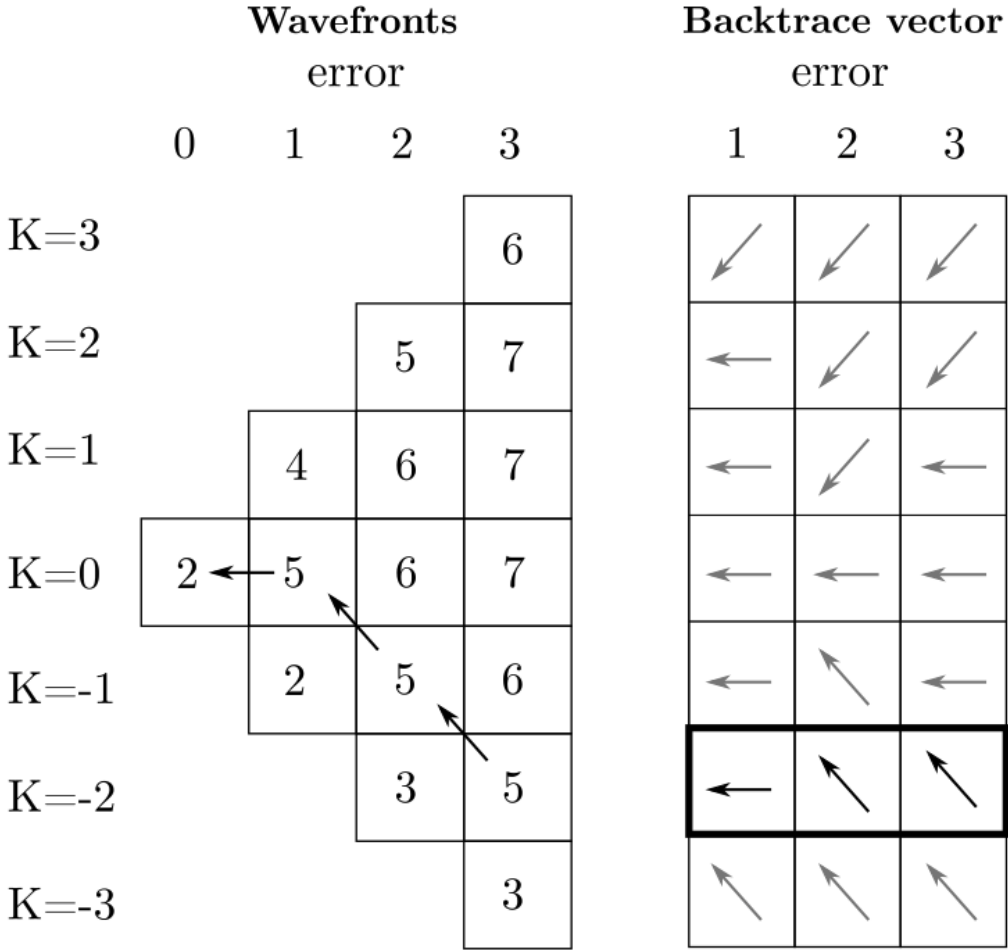 Wavefronts Backtrace vector
error error
0 1 2 3 1 2 3
K=3 6
K=2 5 7
K=1 4 6 7
K=0 2 5 6 7
K=-1 2 5 6
K=-2 3 5
K=-3 3